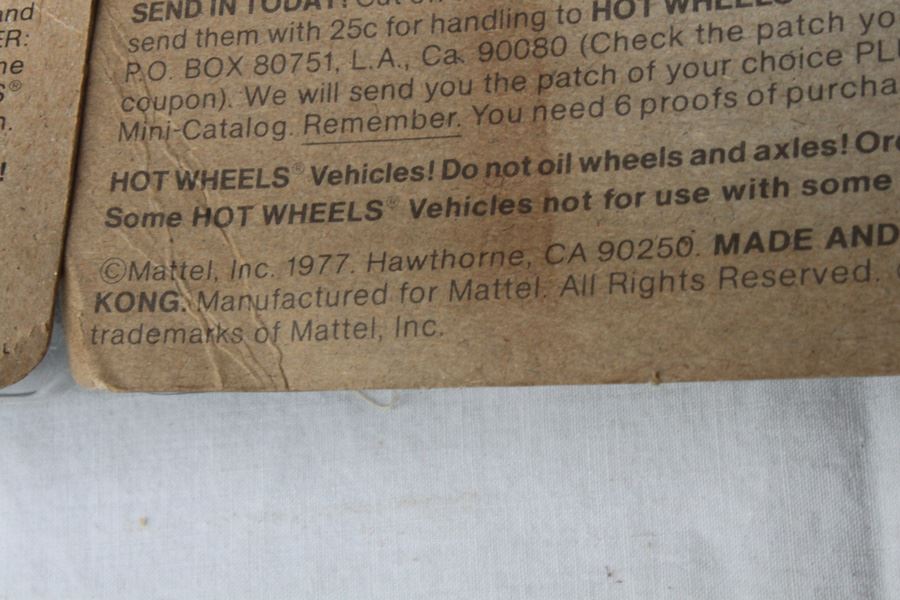 and
ER:
SEND IN TODAY!
send them with 25c for handling to HOT WHEELS
P.O. BOX 80751, L.A., Ca. 90080 (Check the patch yo
coupon). We will send you the patch of your choice PL
Mini-Catalog. Remember. You need 6 proofs of purcha
HOT WHEELS® Vehicles! Do not oil wheels and axles! Or
Some HOT WHEELS® Vehicles not for use with some
©Mattel, Inc. 1977. Hawthorne, CA 90250. MADE AND
KONG. Manufactured for Mattel. All Rights Reserved.
trademarks of Mattel, Inc.